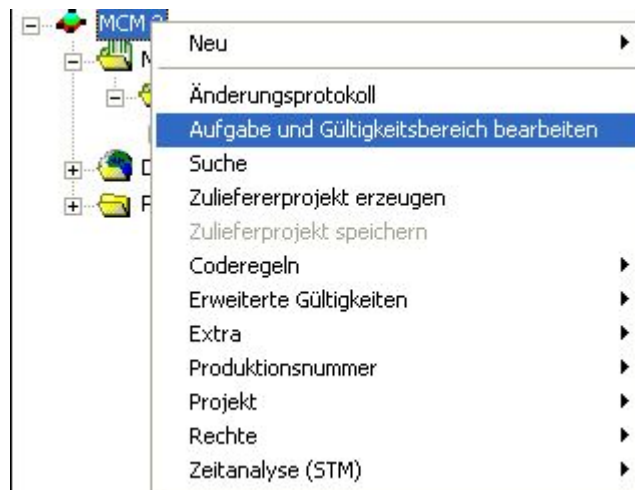 MCM
Neu
Änderungsprotokoll
Aufgabe und Gültigkeitsbereich bearbeiten
Suche
Zuliefererprojekt erzeugen
Zulieferprojekt speichern
Coderegeln
Erweiterte Gültigkeiten
Extra
Produktionsnummer
Projekt
Rechte
Zeitanalyse (STM)